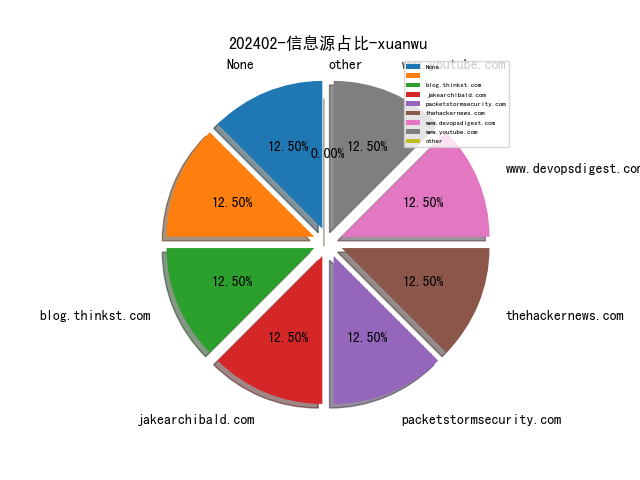 202402-信息源占比-xuanwu
None
other
www.youtube.com
None
blog.thinkst.com
jakearchibald.com
packetstormsecurity.com
thehackernews.com
www.devopsdigest.com
www.youtube.com
other
12.50%
0.00%
12.50%
www.devopsdigest.com
12.50%
12.50%
12.50%
12.50%
blog.thinkst.com
thehackernews.com
12.50%
12.50%
jakearchibald.com
packetstormsecurity.com